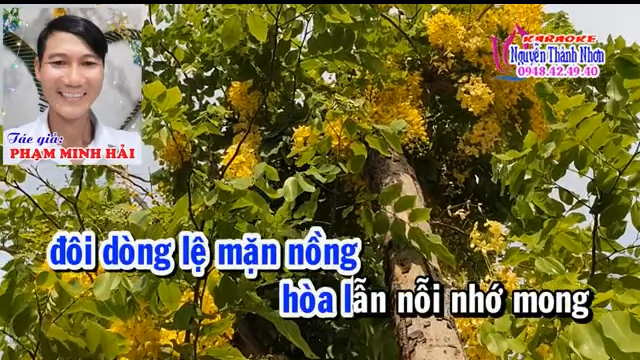 KARAOKE
Nguyễn Thành Nhơn
0948.42.49.40
Tác giả:
PHẠM MINH HẢI
đôi dòng lệ mặn nồng
hòa lẫn nỗi nhớ mong